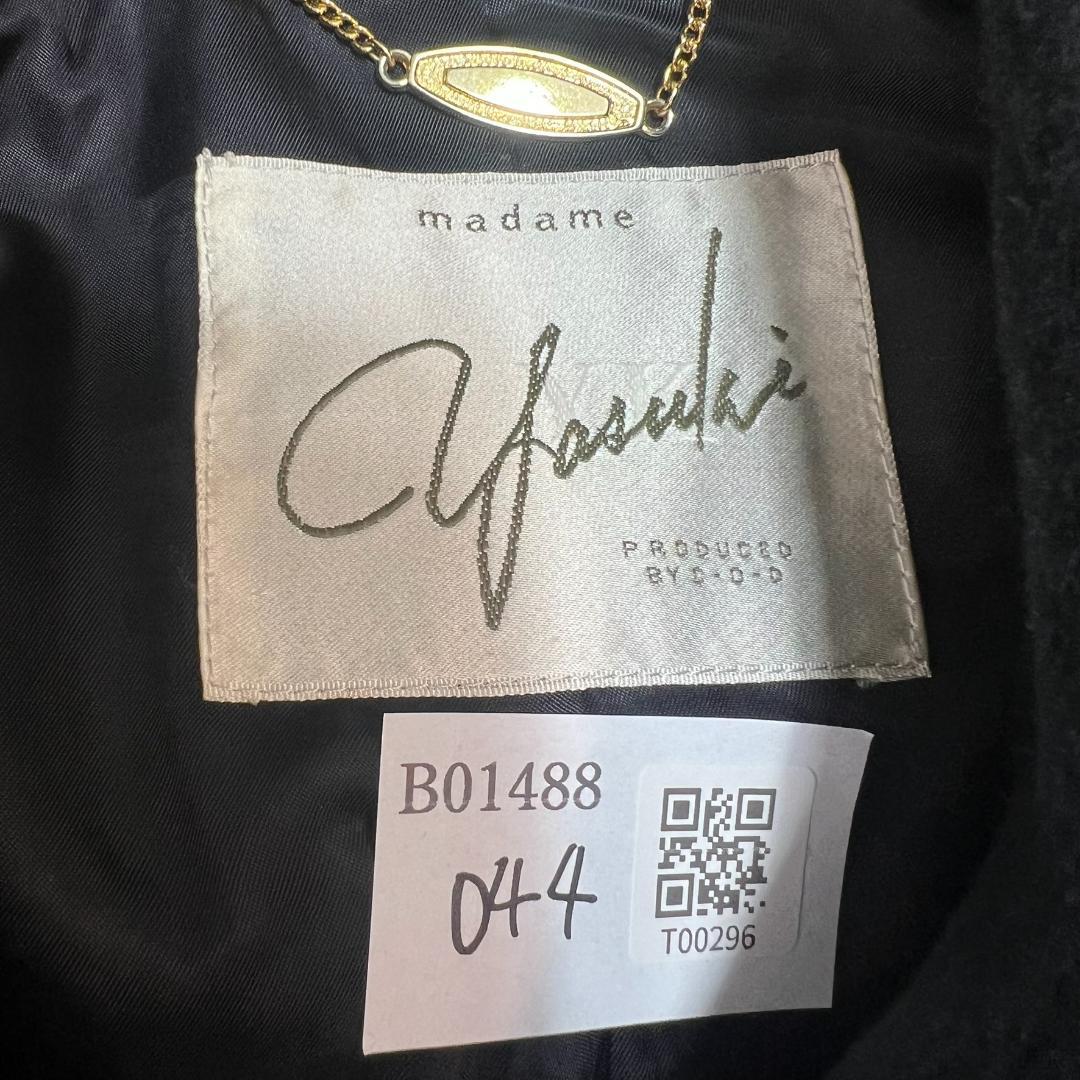 madame
Yasuki
PRODUCED
BY C・O・D
B01488
044
T00296